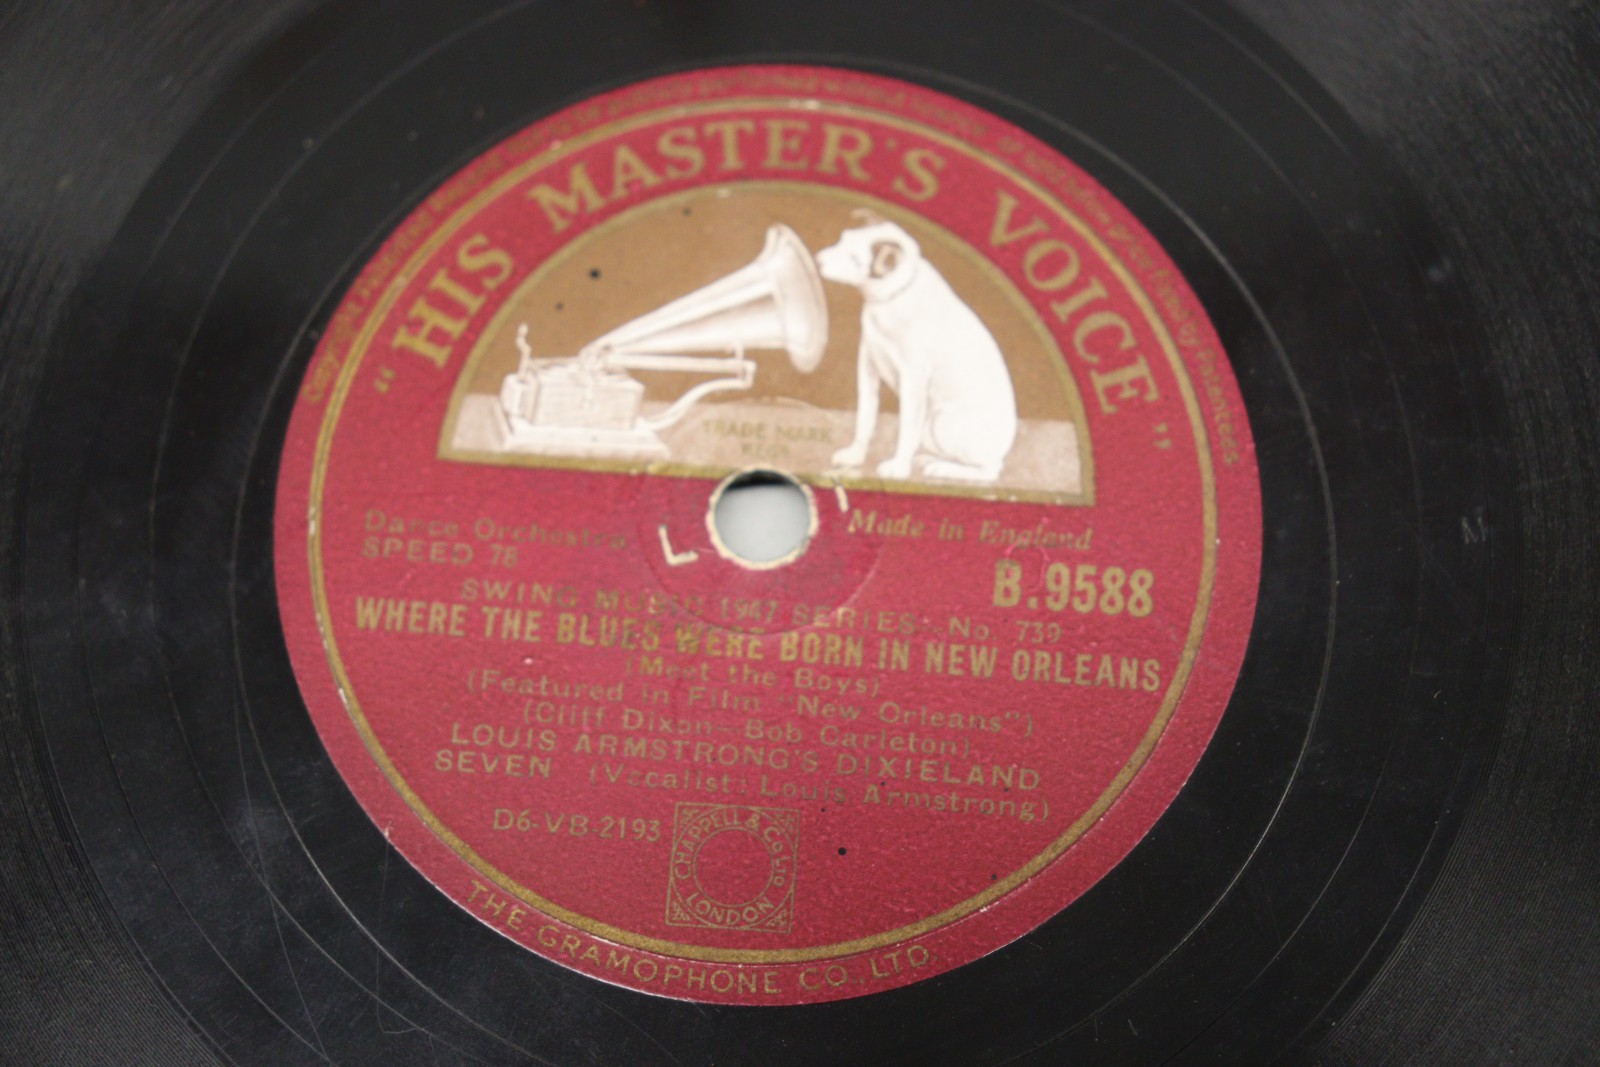 "HIS MASTER'S VOICE"
TRADE MARK
Dance Orchestra
SPEED 78
Made in England
B.9588
SWING MUSIC 1947 SERIES—No. 739
WHERE THE BLUES WERE BORN IN NEW ORLEANS
(Meet the Boys)
(Featured in Film "New Orleans")
(Cliff Dixon—Bob Carleton)
LOUIS ARMSTRONG'S DIXIELAND
SEVEN (Vocalist: Louis Armstrong)
D6-VB-2193
CHAPPELL & Co LTD
LONDON
THE GRAMOPHONE CO. LTD.